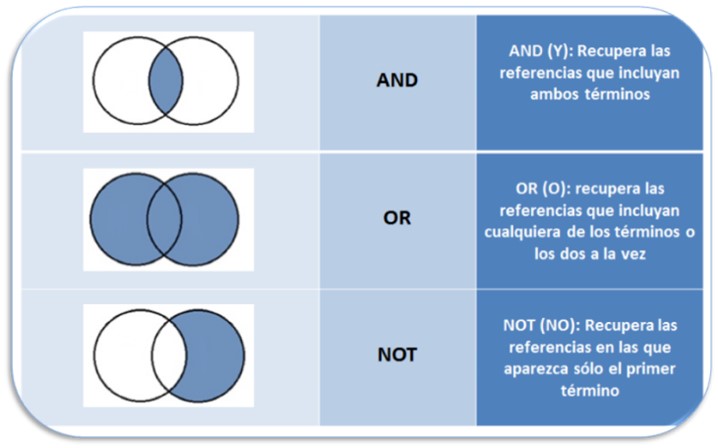 AND
AND (Y): Recupera las
referencias que incluyan
ambos términos
OR
OR (O): recupera las
referencias que incluyan
cualquiera de los términos o
los dos a la vez
NOT
NOT (NO): Recupera las
referencias en las que
aparezca sólo el primer
término